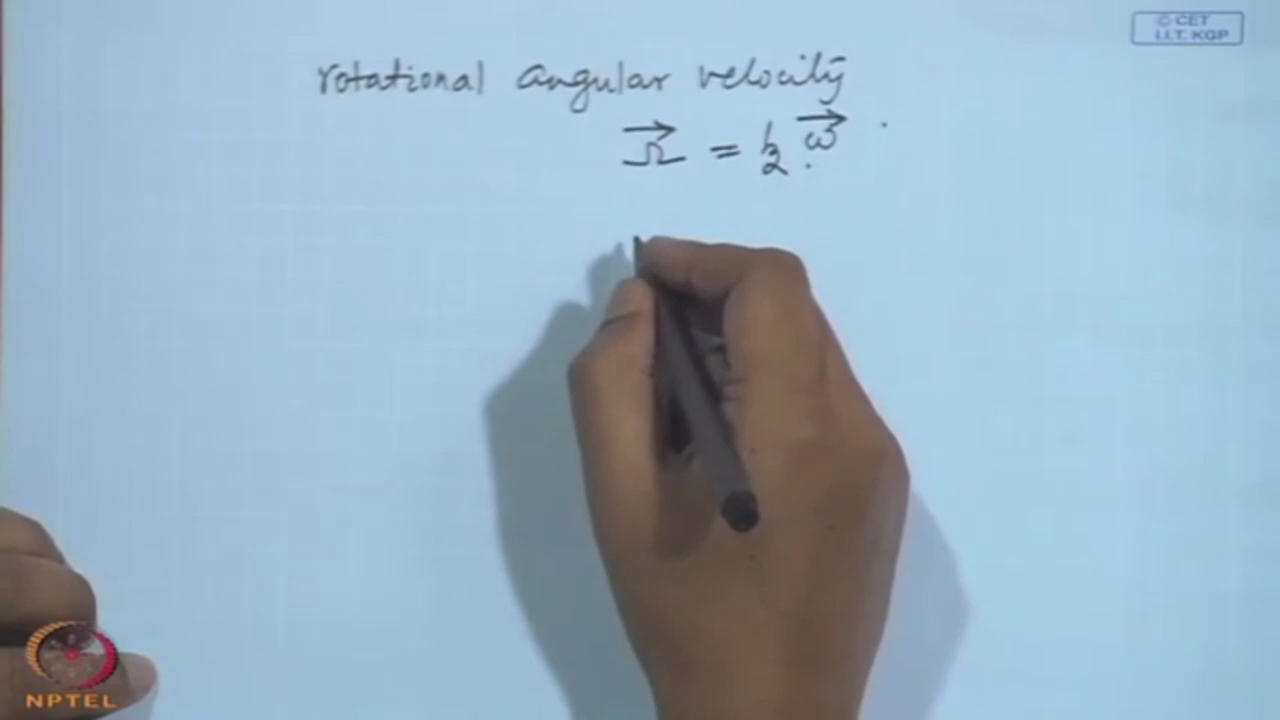 © CET
I.I.T. KGP
rotational angular velocity
Ω⃗ = ½ ω⃗
NPTEL